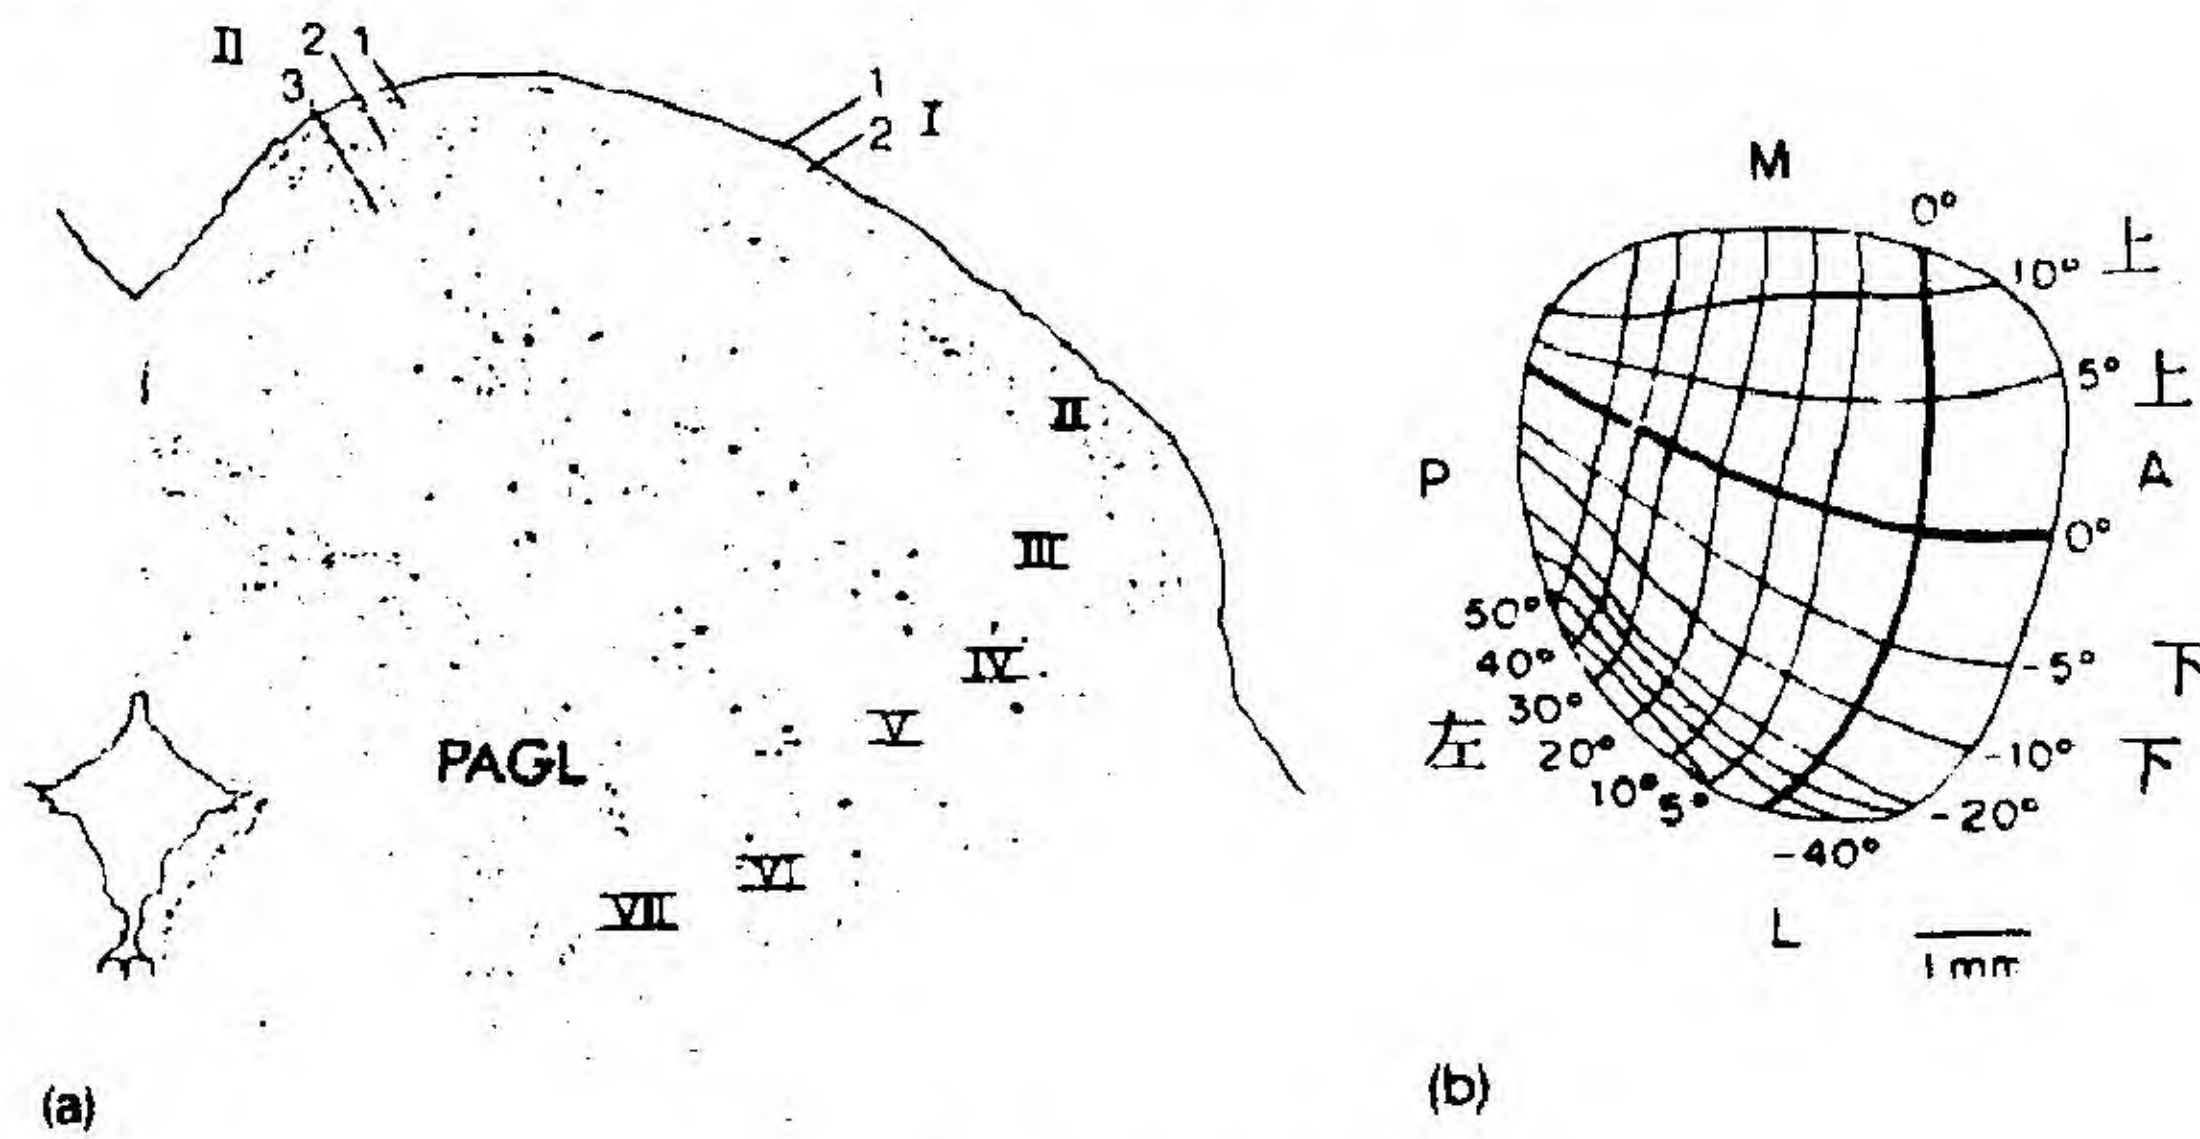 II 2 1
3
1
2 I
II
III
IV
V
PAGL
VI
VII
(a)
M
0°
10° 上
5° 上
P
A
0°
50°
-5° 下
40°
30°
-10° 下
左
20°
10° 5°
-20°
-40°
L
1 mm
(b)